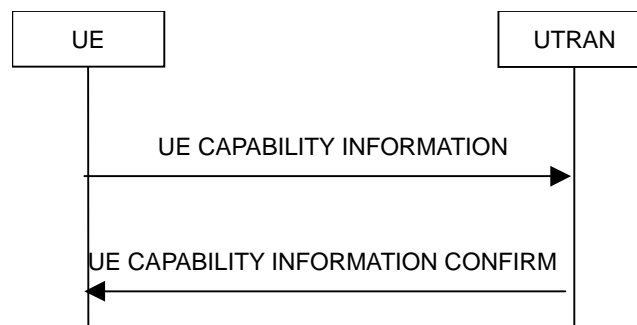 UE
UTRAN
UE CAPABILITY INFORMATION
UE CAPABILITY INFORMATION CONFIRM